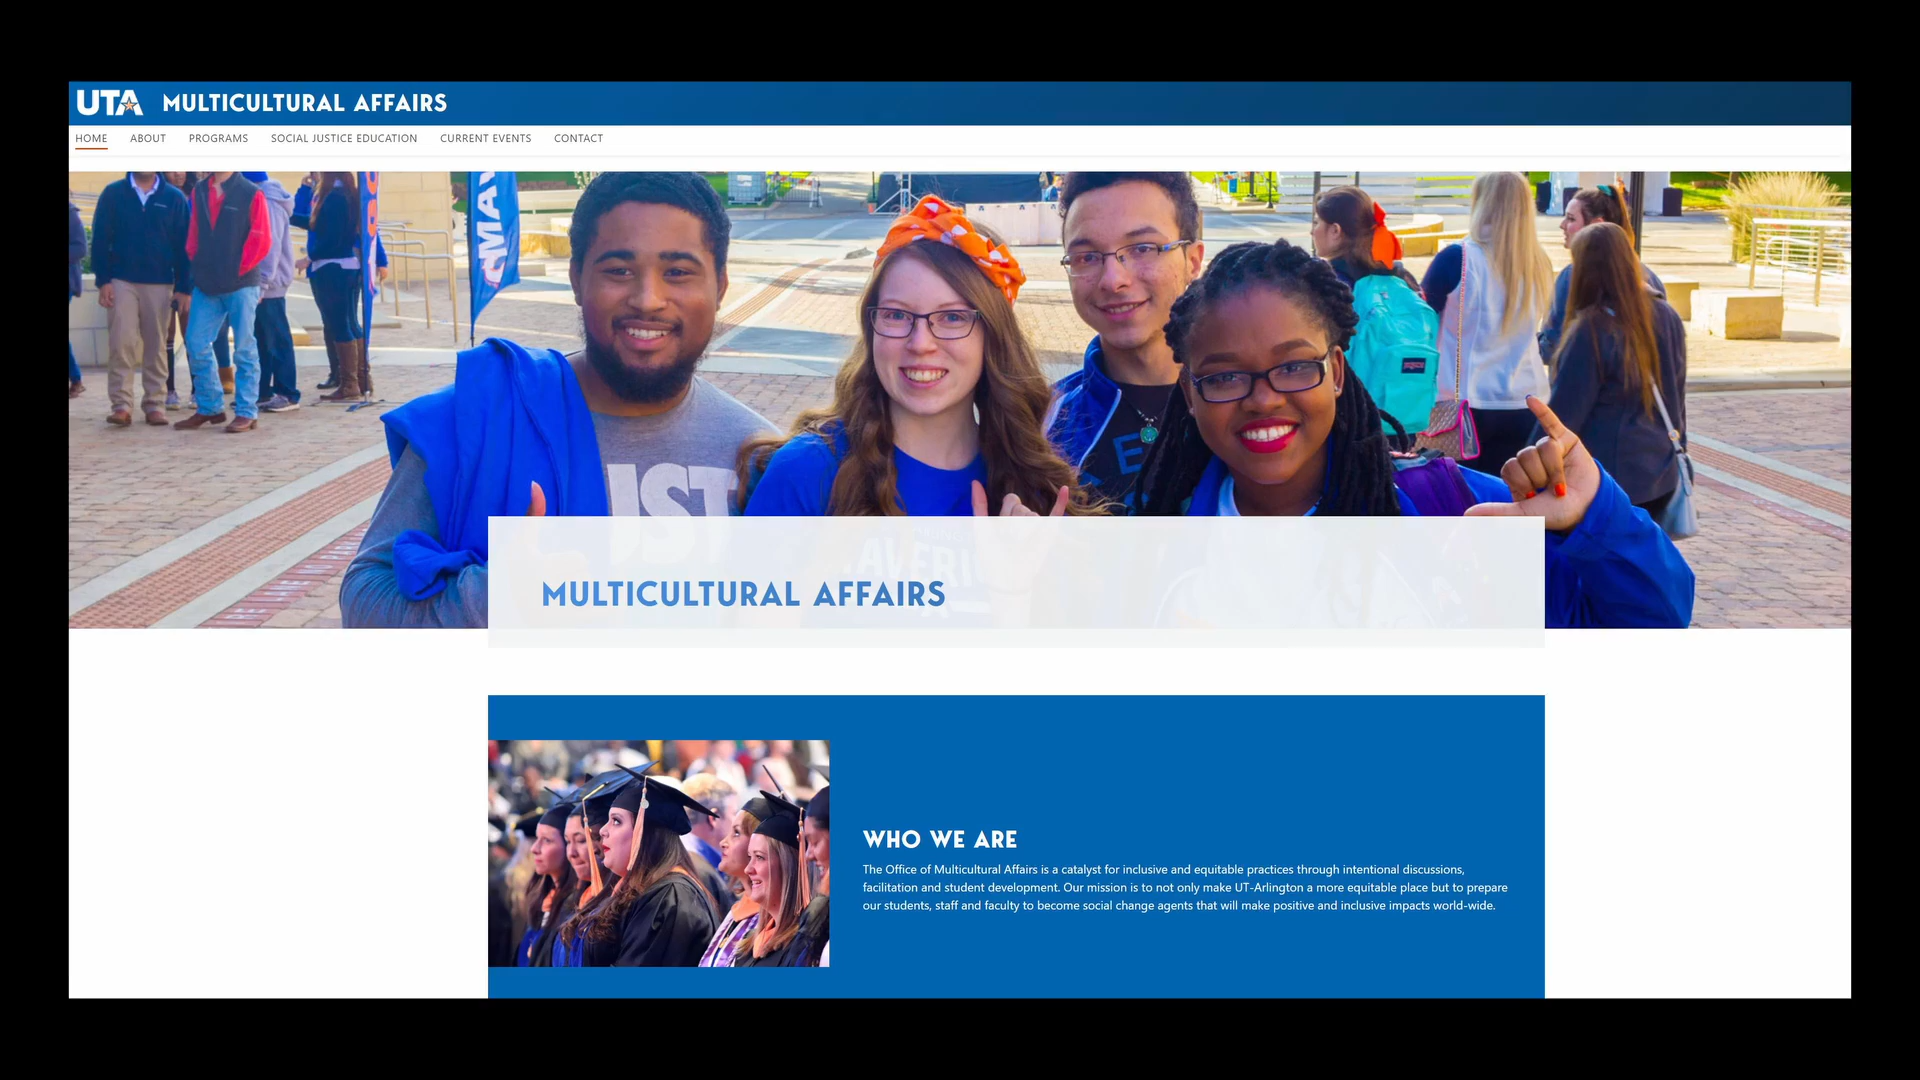 UTA MULTICULTURAL AFFAIRS
HOME ABOUT PROGRAMS SOCIAL JUSTICE EDUCATION CURRENT EVENTS CONTACT
MULTICULTURAL AFFAIRS
WHO WE ARE
The Office of Multicultural Affairs is a catalyst for inclusive and equitable practices through intentional discussions,
facilitation and student development. Our mission is to not only make UT-Arlington a more equitable place but to prepare
our students, staff and faculty to become social change agents that will make positive and inclusive impacts world-wide.